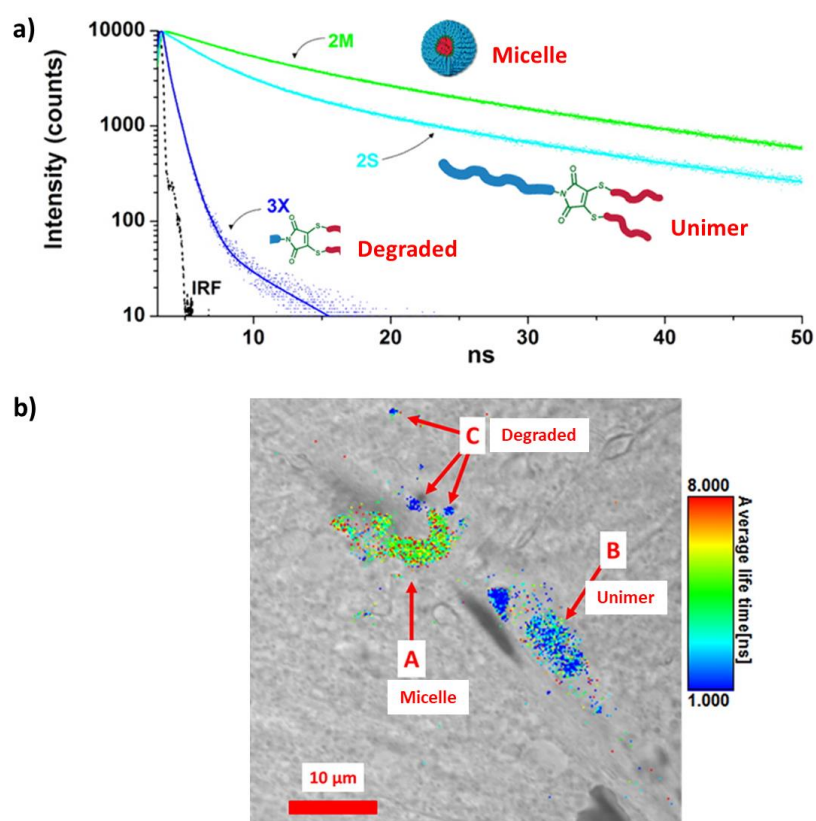 a)
10000
1000
100
10
Intensity (counts)
2M
Micelle
2S
N
O
O
S
S
Unimer
3X
O
N
O
S
S
Degraded
IRF
10
20
30
40
50
ns
b)
C
Degraded
B
Unimer
A
Micelle
10 µm
8.000
Average life time[ns]
1.000